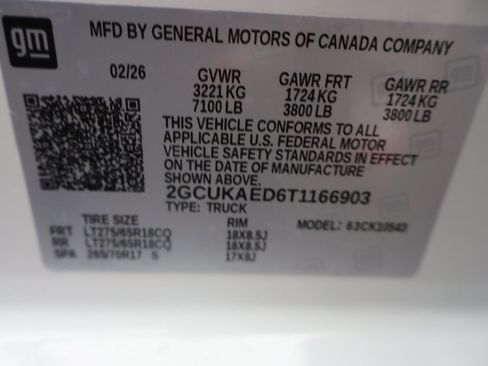 gm
MFD BY GENERAL MOTORS OF CANADA COMPANY
02/26 GVWR GAWR FRT GAWR RR
3221 KG 1724 KG 1724 KG
7100 LB 3800 LB 3800 LB
THIS VEHICLE CONFORMS TO ALL
APPLICABLE U.S. FEDERAL MOTOR
VEHICLE SAFETY STANDARDS IN EFFECT
ON THE DATE OF MANUFACTURE
SHOWN ABOVE.
2GCUKAED6T1166903
TYPE: TRUCK
TIRE SIZE RIM MODEL: 63CK10543
FRT LT275/65R18CQ 18X8.5J
RR LT275/65R18CQ 18X8.5J
SPA 265/70R17 S 17X8J